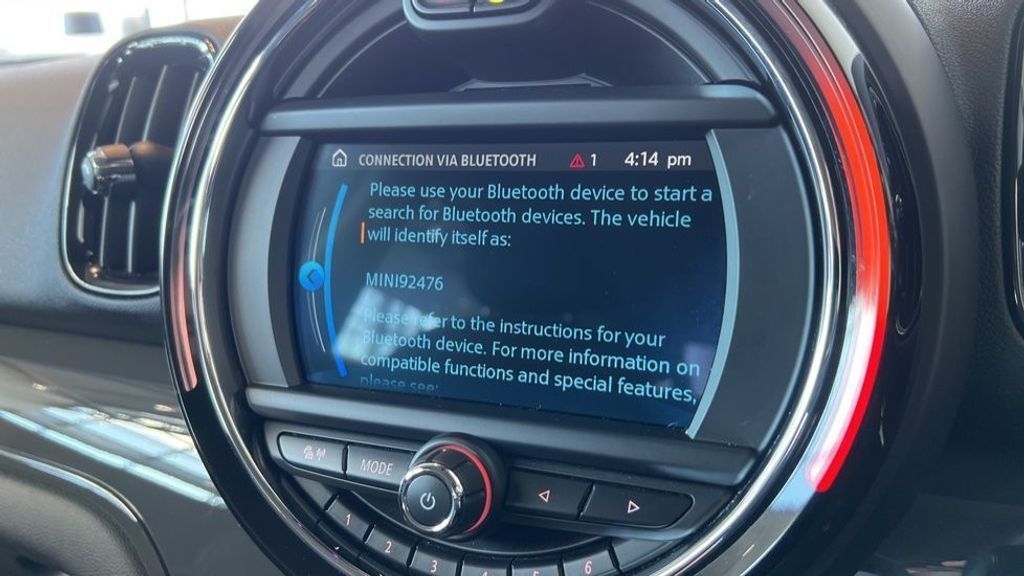 CONNECTION VIA BLUETOOTH 1 4:14 pm
Please use your Bluetooth device to start a
search for Bluetooth devices. The vehicle
will identify itself as:
MINI92476
Please refer to the instructions for your
Bluetooth device. For more information on
compatible functions and special features,
please see:
MODE
1
2
3
4
5
6